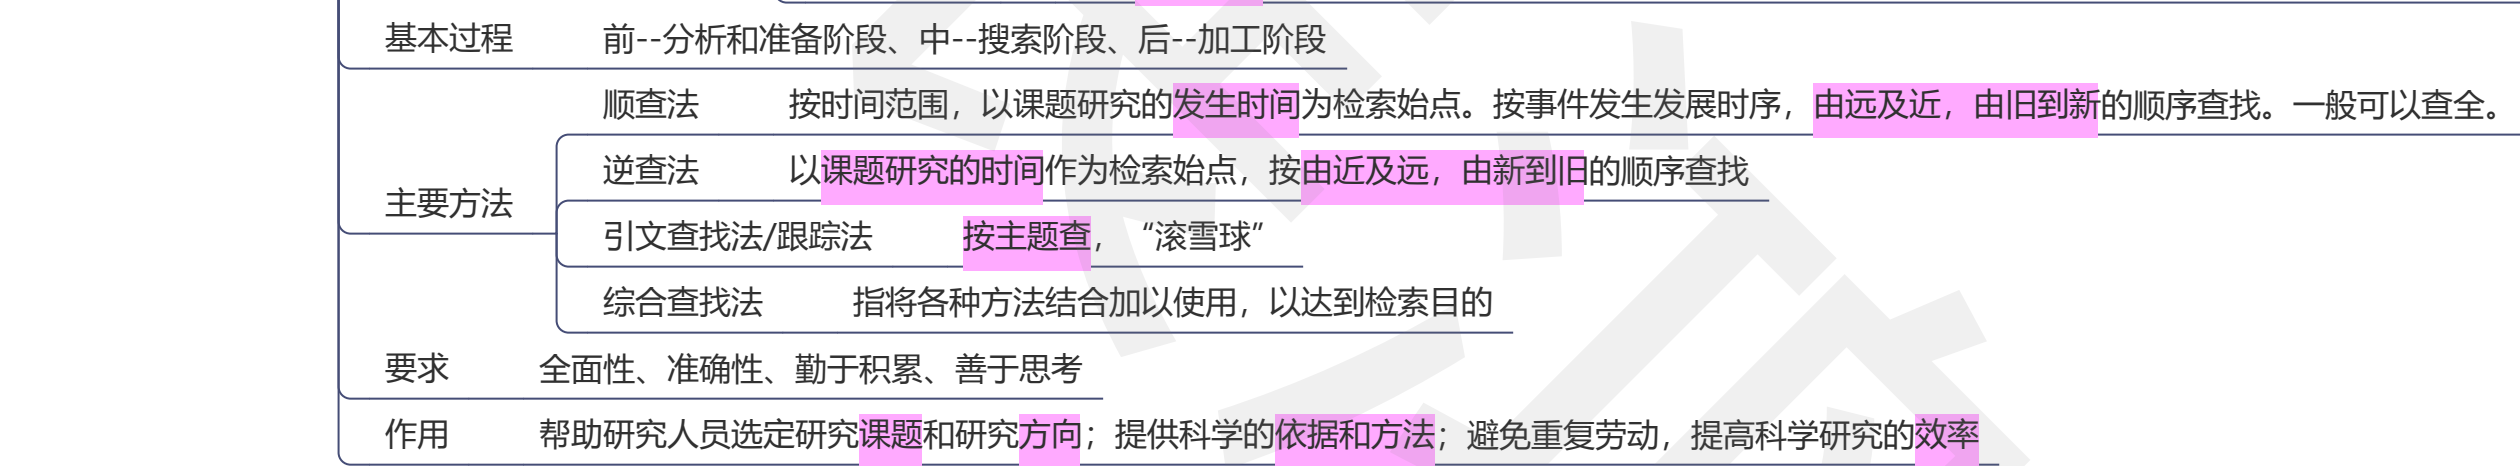 基本过程 前--分析和准备阶段、中--搜索阶段、后--加工阶段
顺查法 按时间范围，以课题研究的发生时间为检索始点。按事件发生发展时序，由远及近，由旧到新的顺序查找。一般可以查全。
逆查法 以课题研究的时间作为检索始点，按由近及远，由新到旧的顺序查找
主要方法
引文查找法/跟踪法 按主题查，“滚雪球”
综合查找法 指将各种方法结合加以使用，以达到检索目的
要求 全面性、准确性、勤于积累、善于思考
作用 帮助研究人员选定研究课题和研究方向；提供科学的依据和方法；避免重复劳动，提高科学研究的效率